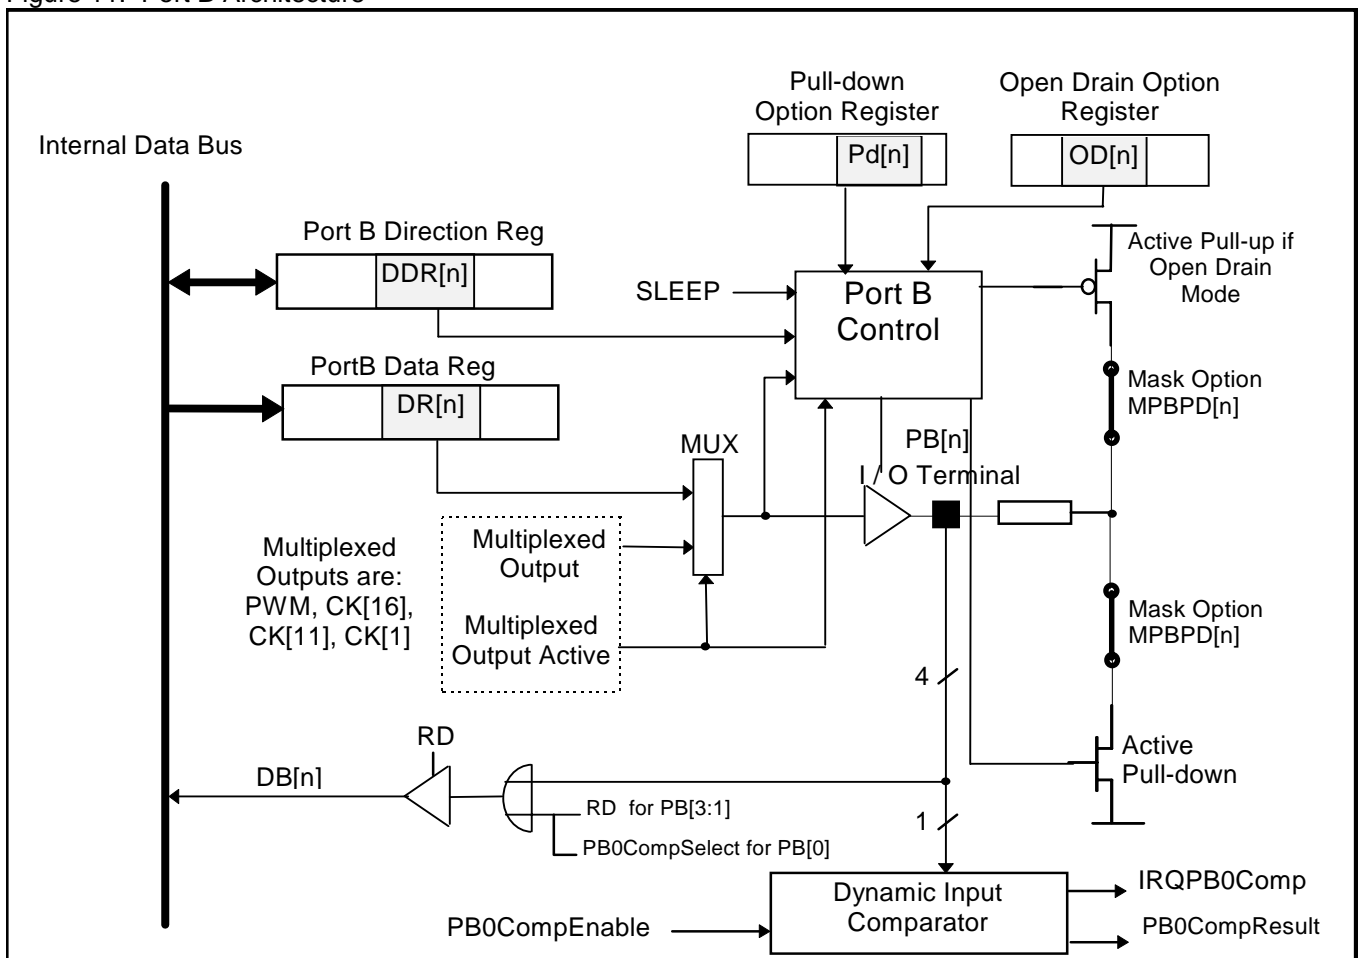 Pull-down
Option Register
Open Drain Option
Register
Internal Data Bus
Pd[n]
OD[n]
Port B Direction Reg
DDR[n]
Active Pull-up if
Open Drain
Mode
SLEEP
Port B
Control
PortB Data Reg
DR[n]
Mask Option
MPBPD[n]
MUX
PB[n]
I / O Terminal
Multiplexed
Outputs are:
PWM, CK[16],
CK[11], CK[1]
Multiplexed
Output
Multiplexed
Output Active
Mask Option
MPBPD[n]
4
RD
DB[n]
RD for PB[3:1]
PB0CompSelect for PB[0]
Active
Pull-down
1
Dynamic Input
Comparator
IRQPB0Comp
PB0CompEnable
PB0CompResult